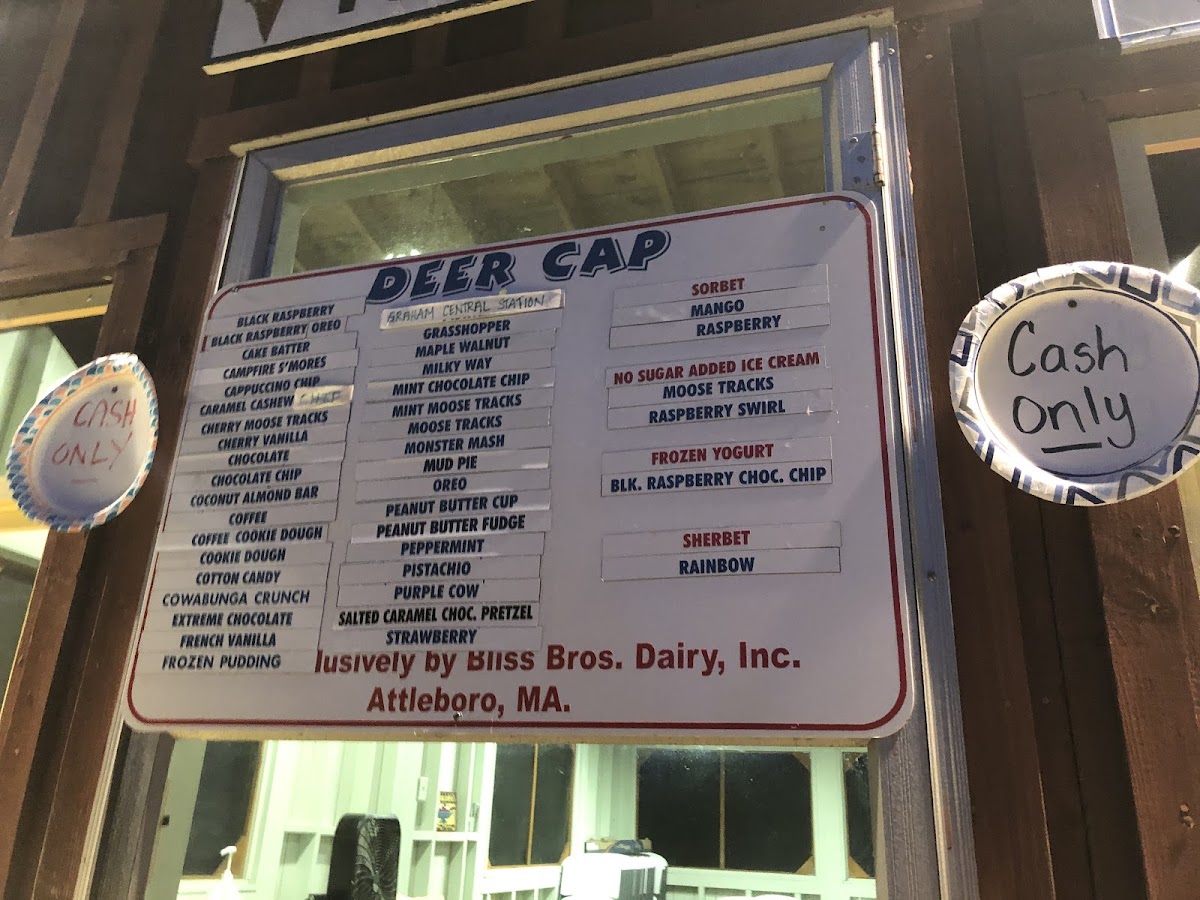 DEER CAP
BLACK RASPBERRY
BLACK RASPBERRY OREO
CAKE BATTER
CAMPFIRE S'MORES
CAPPUCCINO CHIP
CARAMEL CASHEW CHIP
CHERRY MOOSE TRACKS
CHERRY VANILLA
CHOCOLATE
CHOCOLATE CHIP
COCONUT ALMOND BAR
COFFEE
COFFEE COOKIE DOUGH
COOKIE DOUGH
COTTON CANDY
COWABUNGA CRUNCH
EXTREME CHOCOLATE
FRENCH VANILLA
FROZEN PUDDING
GRAHAM CENTRAL STATION
GRASSHOPPER
MAPLE WALNUT
MILKY WAY
MINT CHOCOLATE CHIP
MINT MOOSE TRACKS
MOOSE TRACKS
MONSTER MASH
MUD PIE
OREO
PEANUT BUTTER CUP
PEANUT BUTTER FUDGE
PEPPERMINT
PISTACHIO
PURPLE COW
SALTED CARAMEL CHOC. PRETZEL
STRAWBERRY
SORBET
MANGO
RASPBERRY
NO SUGAR ADDED ICE CREAM
MOOSE TRACKS
RASPBERRY SWIRL
FROZEN YOGURT
BLK. RASPBERRY CHOC. CHIP
SHERBET
RAINBOW
lusively by Bliss Bros. Dairy, Inc.
Attleboro, MA.
CASH
ONLY
Cash
only